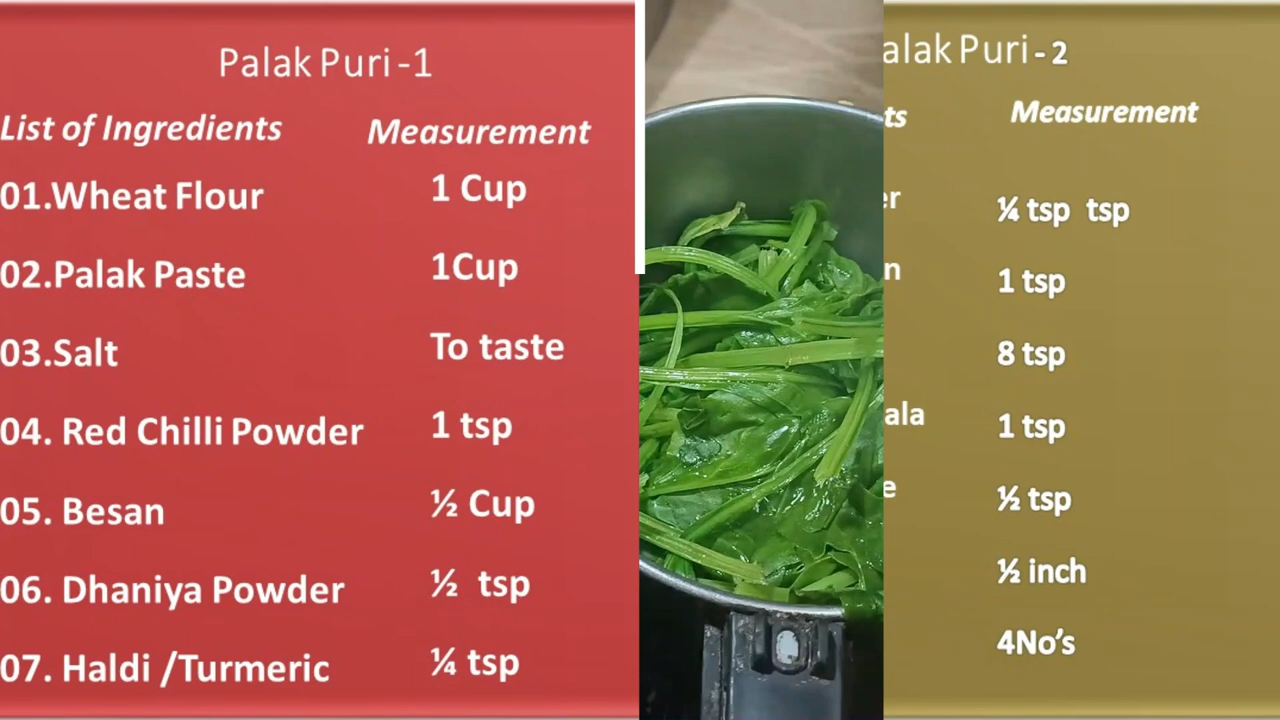 Palak Puri -1
List of Ingredients Measurement
01.Wheat Flour 1 Cup
02.Palak Paste 1Cup
03.Salt To taste
04. Red Chilli Powder 1 tsp
05. Besan ½ Cup
06. Dhaniya Powder ½ tsp
07. Haldi /Turmeric ¼ tsp
alak Puri - 2
ts Measurement
er ¼ tsp tsp
n 1 tsp
8 tsp
ala 1 tsp
e ½ tsp
½ inch
4No's